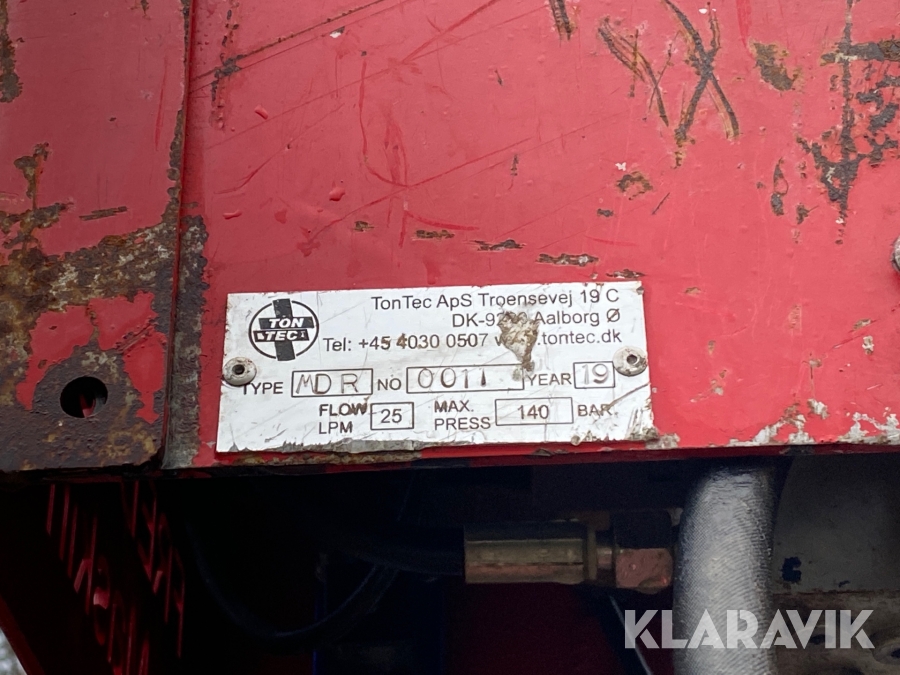 TON
TEC
TonTec ApS Troensevej 19 C
Aalborg Ø
Tel: +45 4030 0507
TYPE MDR NO 0011 YEAR 19
FLOW LPM 25 MAX. PRESS 140 BAR.
KLARAVIK